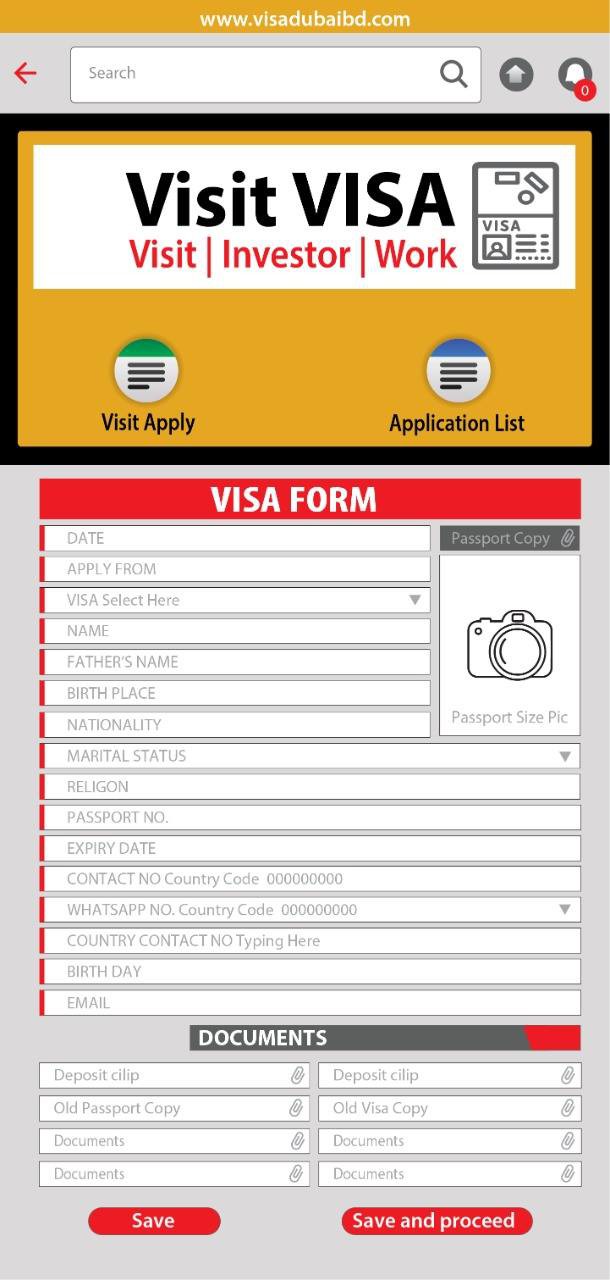 www.visadubaibd.com
Search
0
Visit VISA
Visit | Investor | Work
VISA
Visit Apply
Application List
VISA FORM
DATE
Passport Copy
APPLY FROM
VISA Select Here
NAME
FATHER'S NAME
BIRTH PLACE
NATIONALITY
Passport Size Pic
MARITAL STATUS
RELIGON
PASSPORT NO.
EXPIRY DATE
CONTACT NO Country Code 000000000
WHATSAPP NO. Country Code 000000000
COUNTRY CONTACT NO Typing Here
BIRTH DAY
EMAIL
DOCUMENTS
Deposit cilip
Deposit cilip
Old Passport Copy
Old Visa Copy
Documents
Documents
Documents
Documents
Save
Save and proceed